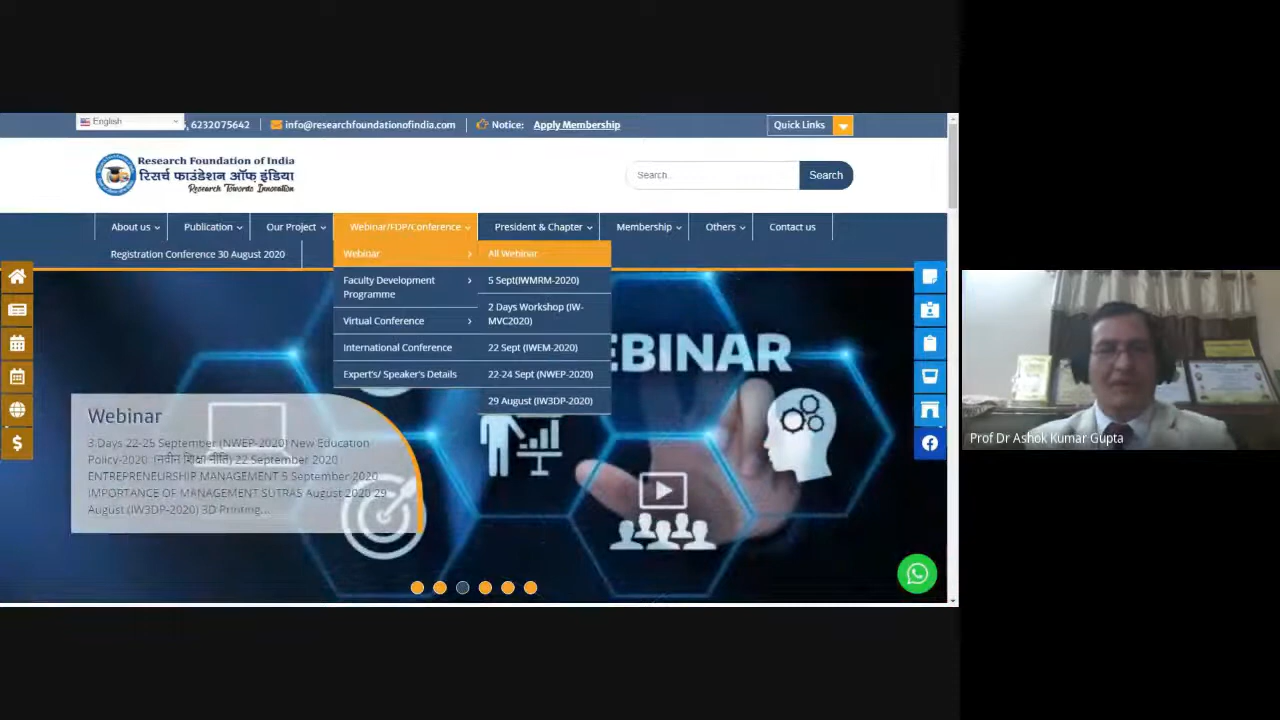 English
, 6232075642
info@researchfoundationofindia.com
Notice:
Apply Membership
Quick Links
Research Foundation of India
रिसर्च फाउंडेशन ऑफ़ इंडिया
Research Towards Innovation
Search
Search
About us
Publication
Our Project
Webinar/FDP/Conference
President & Chapter
Membership
Others
Contact us
Registration Conference 30 August 2020
Webinar
Faculty Development
Programme
Virtual Conference
International Conference
Expert's/ Speaker's Details
All Webinar
5 Sept(IWMRM-2020)
2 Days Workshop (IW-
MVC2020)
22 Sept (IWEM-2020)
22-24 Sept (NWEP-2020)
29 August (IW3DP-2020)
EBINAR
Webinar
3 Days 22-25 September (NWEP-2020) New Education
Policy-2020 (नवीन शिक्षा नीति) 22 September 2020
ENTREPRENEURSHIP MANAGEMENT 5 September 2020
IMPORTANCE OF MANAGEMENT SUTRAS August 2020 29
August (IW3DP-2020) 3D Printing...
Prof Dr Ashok Kumar Gupta